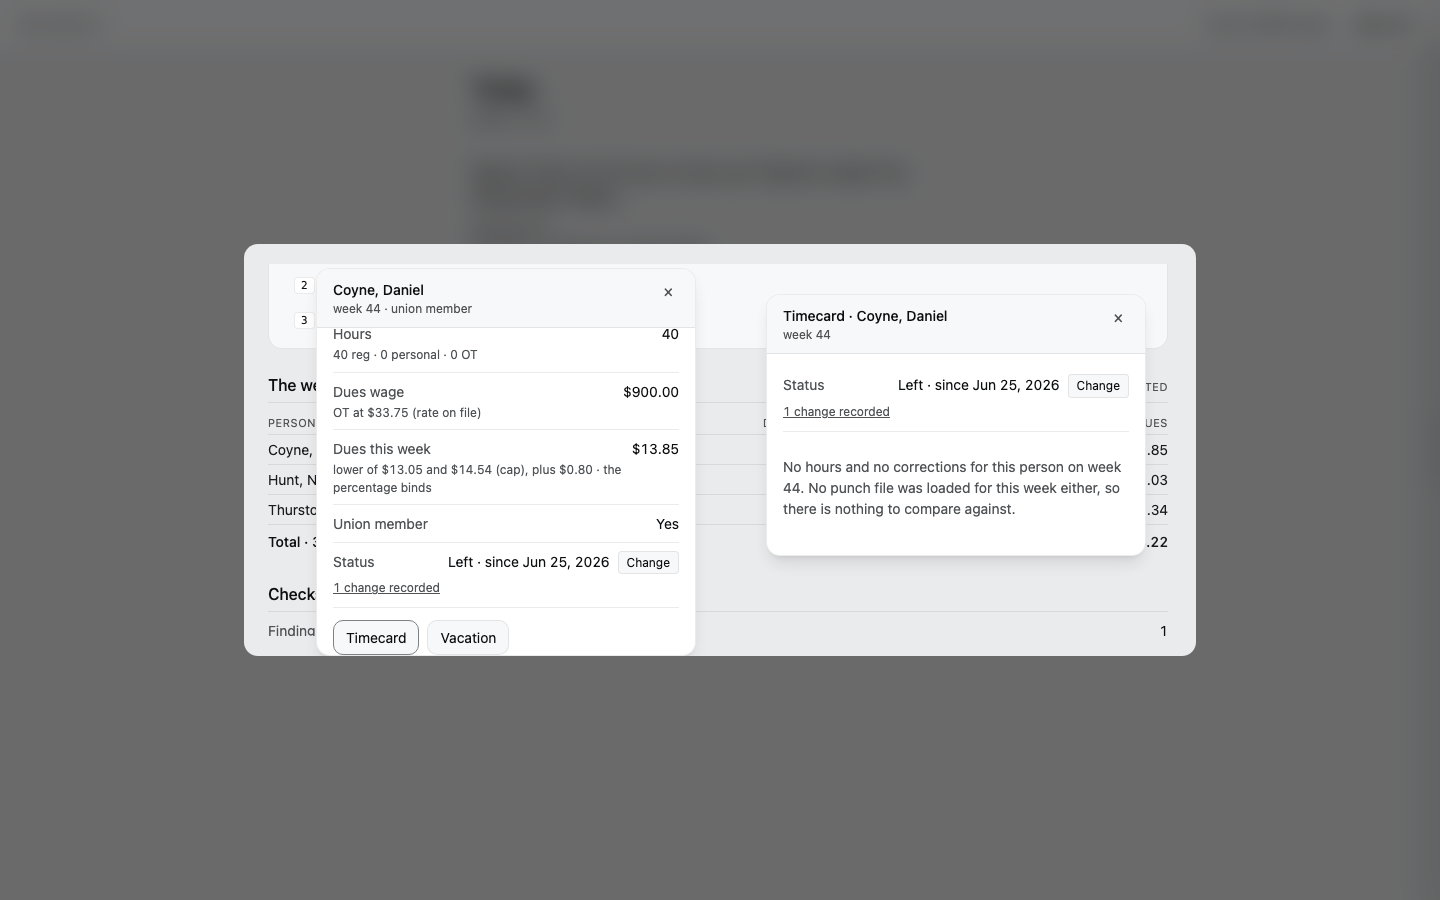 2
3
Coyne, Daniel
×
week 44 · union member
Hours 40
40 reg · 0 personal · 0 OT
Dues wage $900.00
OT at $33.75 (rate on file)
Dues this week $13.85
lower of $13.05 and $14.54 (cap), plus $0.80 · the
percentage binds
Union member Yes
Status Left · since Jun 25, 2026 Change
1 change recorded
Timecard Vacation
Timecard · Coyne, Daniel
×
week 44
Status Left · since Jun 25, 2026 Change
1 change recorded
No hours and no corrections for this person on week
44. No punch file was loaded for this week either, so
there is nothing to compare against.
The
PERSON
Coyne, .85
Hunt, .03
.34
Total · .22
Check
1